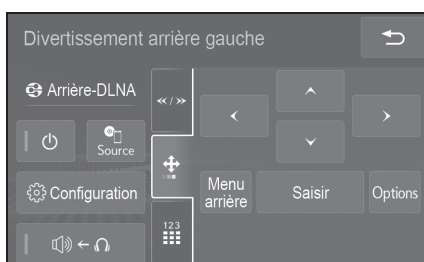 Divertissement arrière gauche
Arrière-DLNA
Source
Configuration
123
Menu
arrière
Saisir
Options